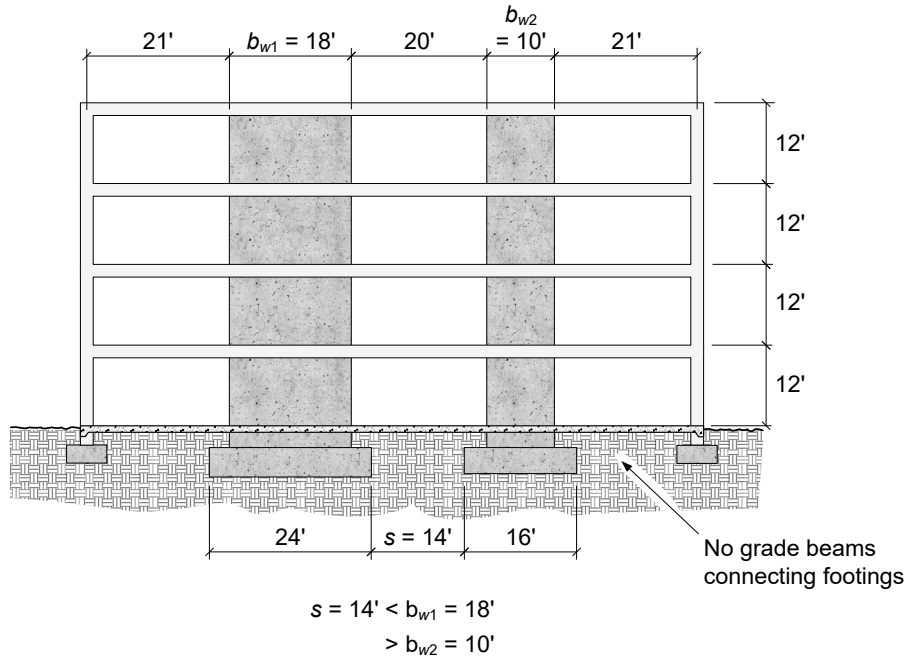 b_w2
21' b_w1 = 18' 20' = 10' 21'
12'
12'
12'
12'
24' s = 14' 16'
No grade beams
connecting footings
s = 14' < b_w1 = 18'
> b_w2 = 10'